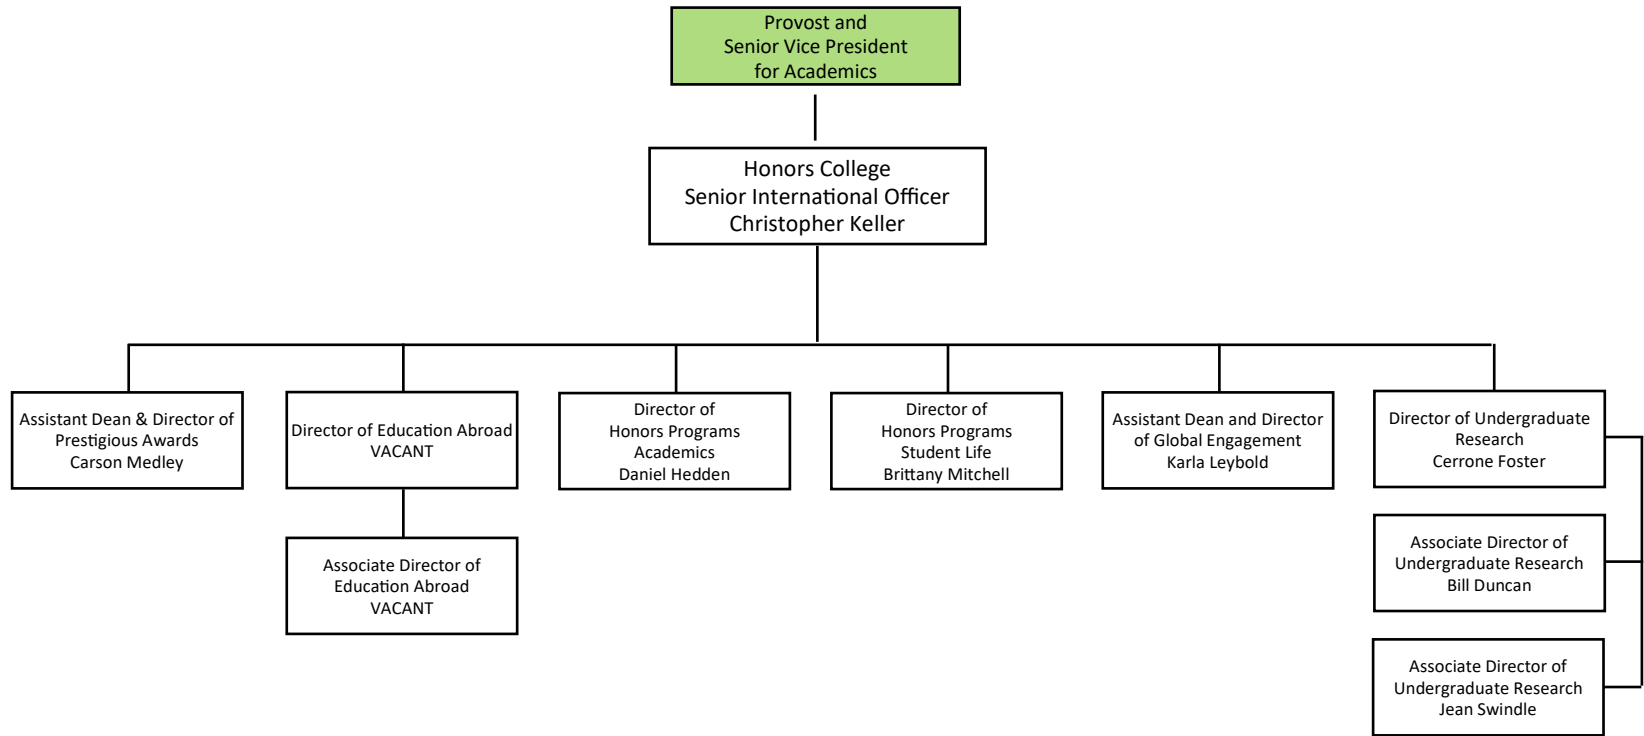 Provost and
Senior Vice President
for Academics
Honors College
Senior International Officer
Christopher Keller
Assistant Dean & Director of
Prestigious Awards
Carson Medley
Director of Education Abroad
VACANT
Director of
Honors Programs
Academics
Daniel Hedden
Director of
Honors Programs
Student Life
Brittany Mitchell
Assistant Dean and Director
of Global Engagement
Karla Leybold
Director of Undergraduate
Research
Cerrone Foster
Associate Director of
Education Abroad
VACANT
Associate Director of
Undergraduate Research
Bill Duncan
Associate Director of
Undergraduate Research
Jean Swindle